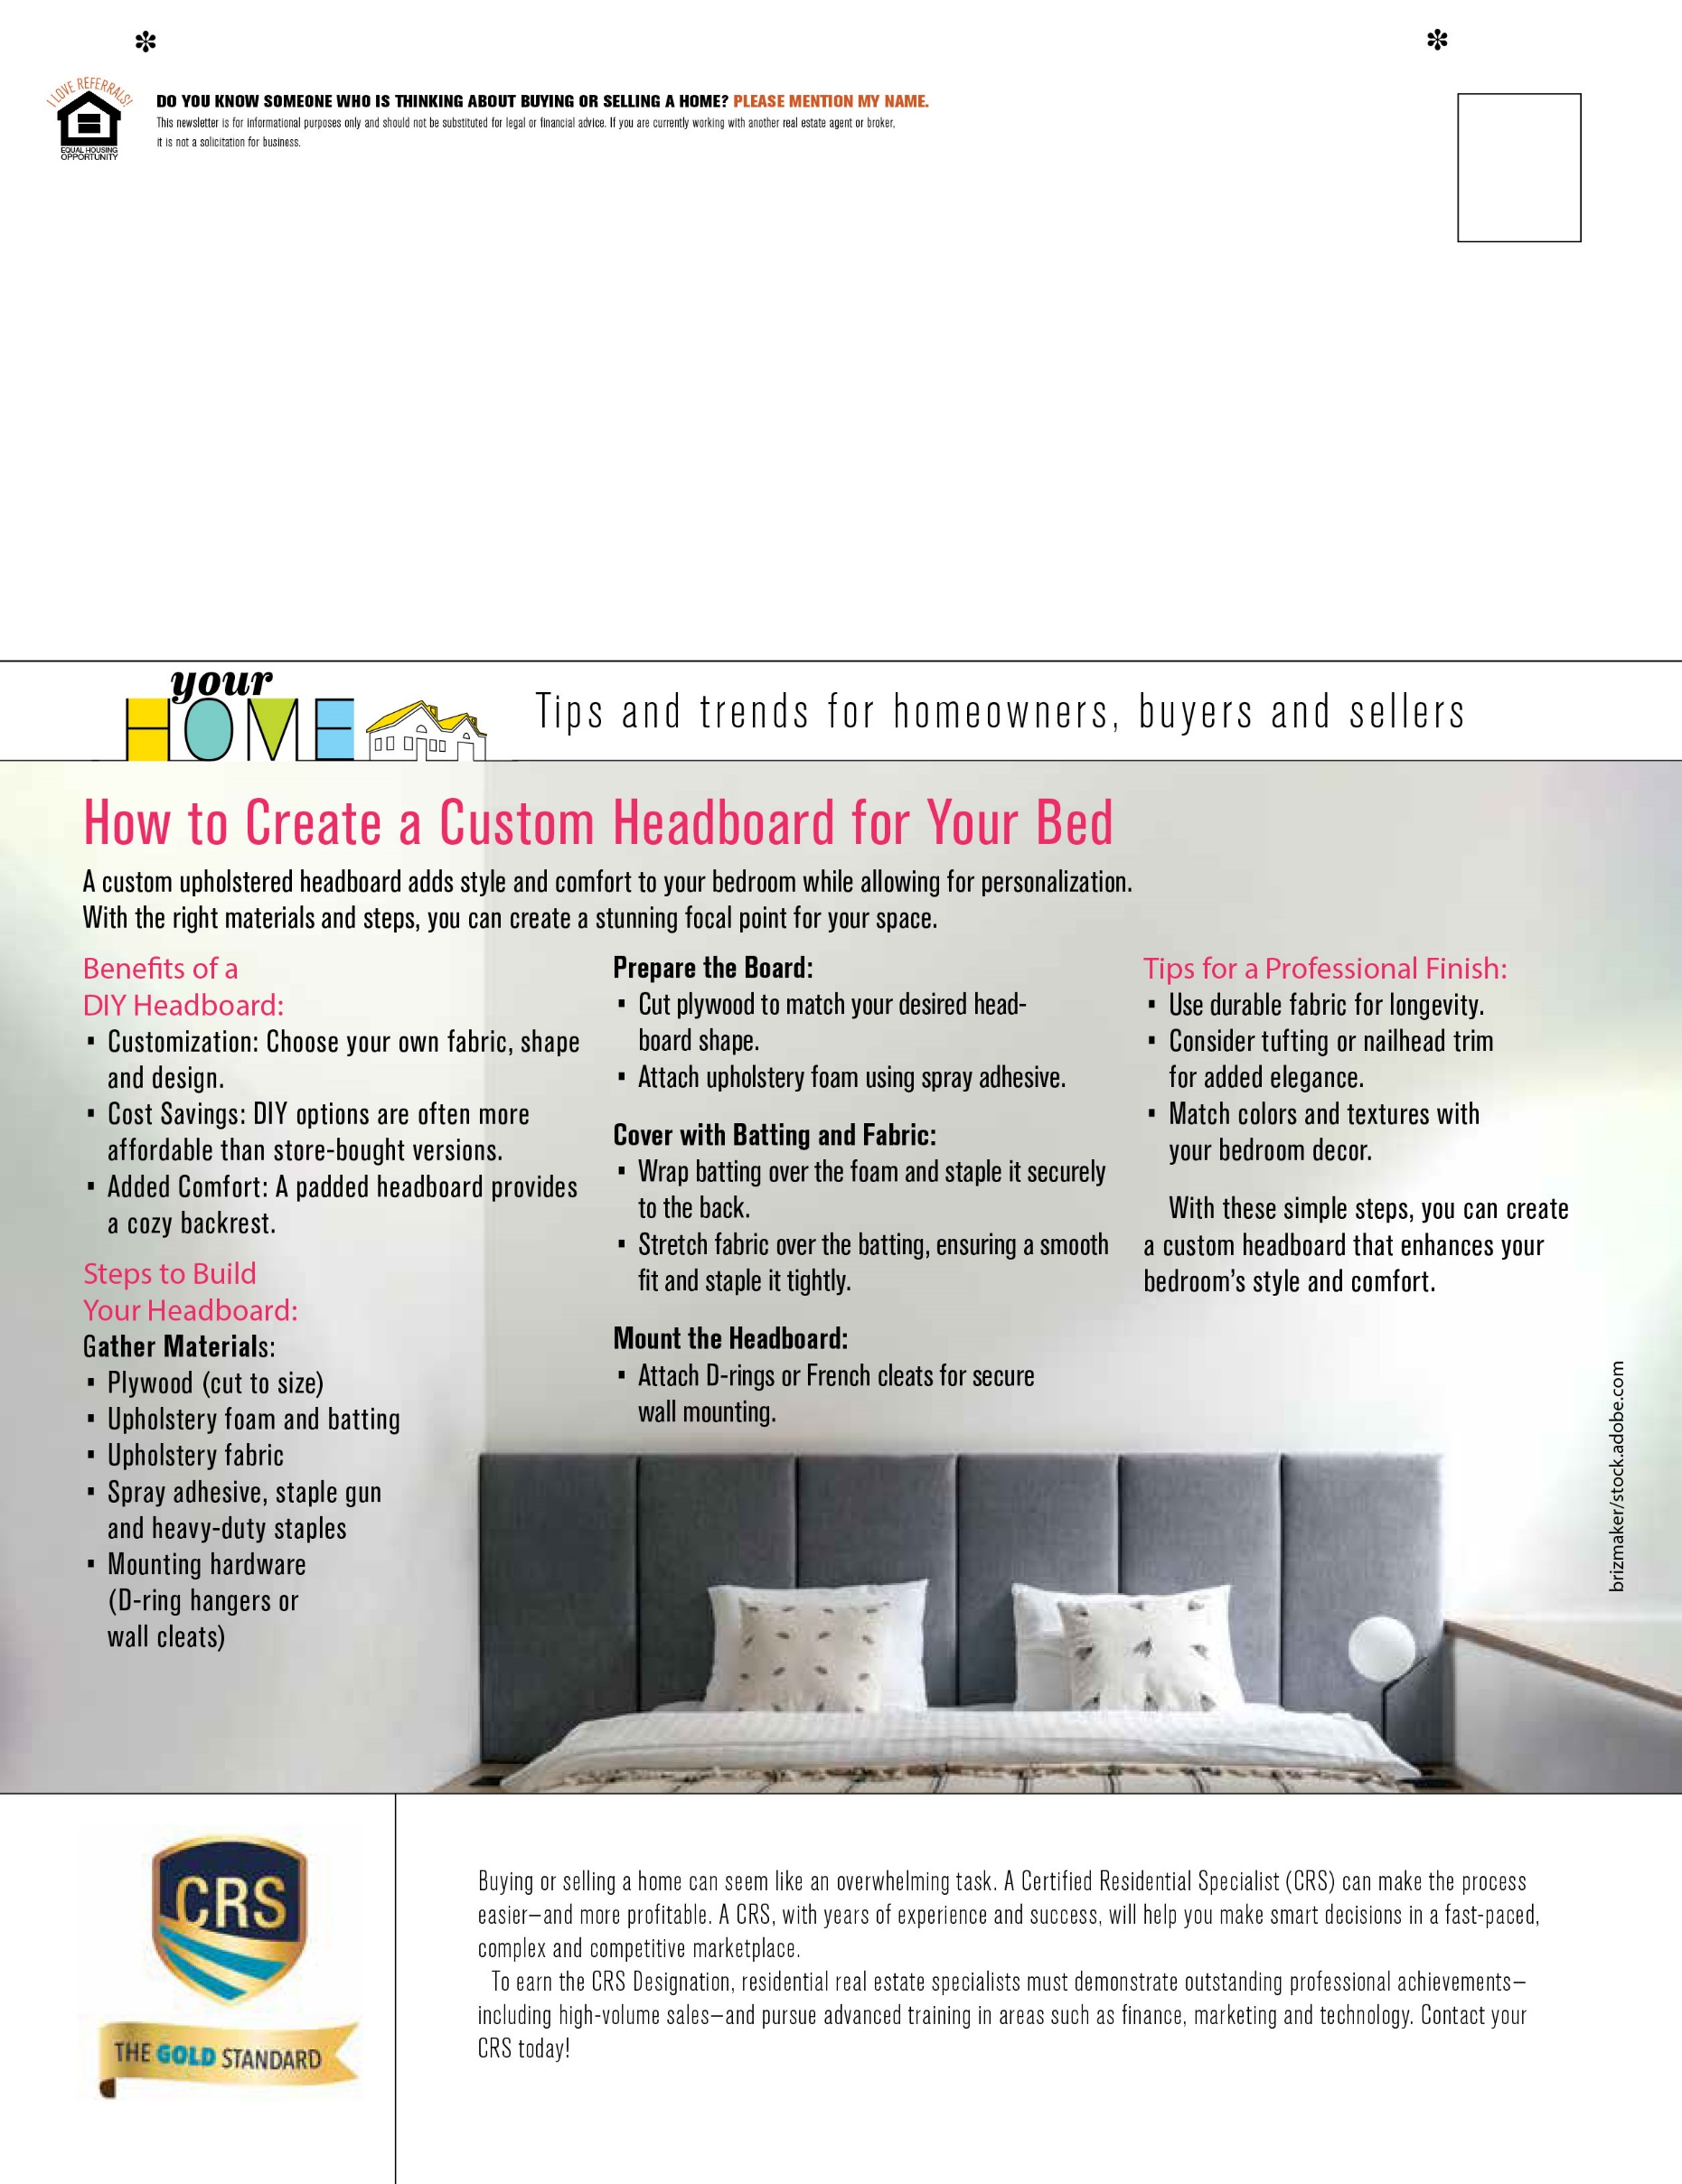 *
*
I LOVE REFERRALS!
EQUAL HOUSING
OPPORTUNITY
DO YOU KNOW SOMEONE WHO IS THINKING ABOUT BUYING OR SELLING A HOME? PLEASE MENTION MY NAME.
This newsletter is for informational purposes only and should not be substituted for legal or financial advice. If you are currently working with another real estate agent or broker,
it is not a solicitation for business.
your
HOME
Tips and trends for homeowners, buyers and sellers
How to Create a Custom Headboard for Your Bed
A custom upholstered headboard adds style and comfort to your bedroom while allowing for personalization.
With the right materials and steps, you can create a stunning focal point for your space.
Benefits of a
DIY Headboard:
▪ Customization: Choose your own fabric, shape
and design.
▪ Cost Savings: DIY options are often more
affordable than store-bought versions.
▪ Added Comfort: A padded headboard provides
a cozy backrest.
Steps to Build
Your Headboard:
Gather Materials:
▪ Plywood (cut to size)
▪ Upholstery foam and batting
▪ Upholstery fabric
▪ Spray adhesive, staple gun
and heavy-duty staples
▪ Mounting hardware
(D-ring hangers or
wall cleats)
Prepare the Board:
▪ Cut plywood to match your desired head-
board shape.
▪ Attach upholstery foam using spray adhesive.
Cover with Batting and Fabric:
▪ Wrap batting over the foam and staple it securely
to the back.
▪ Stretch fabric over the batting, ensuring a smooth
fit and staple it tightly.
Mount the Headboard:
▪ Attach D-rings or French cleats for secure
wall mounting.
Tips for a Professional Finish:
▪ Use durable fabric for longevity.
▪ Consider tufting or nailhead trim
for added elegance.
▪ Match colors and textures with
your bedroom decor.
With these simple steps, you can create
a custom headboard that enhances your
bedroom's style and comfort.
brizmaker/stock.adobe.com
CRS
THE GOLD STANDARD
Buying or selling a home can seem like an overwhelming task. A Certified Residential Specialist (CRS) can make the process
easier—and more profitable. A CRS, with years of experience and success, will help you make smart decisions in a fast-paced,
complex and competitive marketplace.
To earn the CRS Designation, residential real estate specialists must demonstrate outstanding professional achievements—
including high-volume sales—and pursue advanced training in areas such as finance, marketing and technology. Contact your
CRS today!